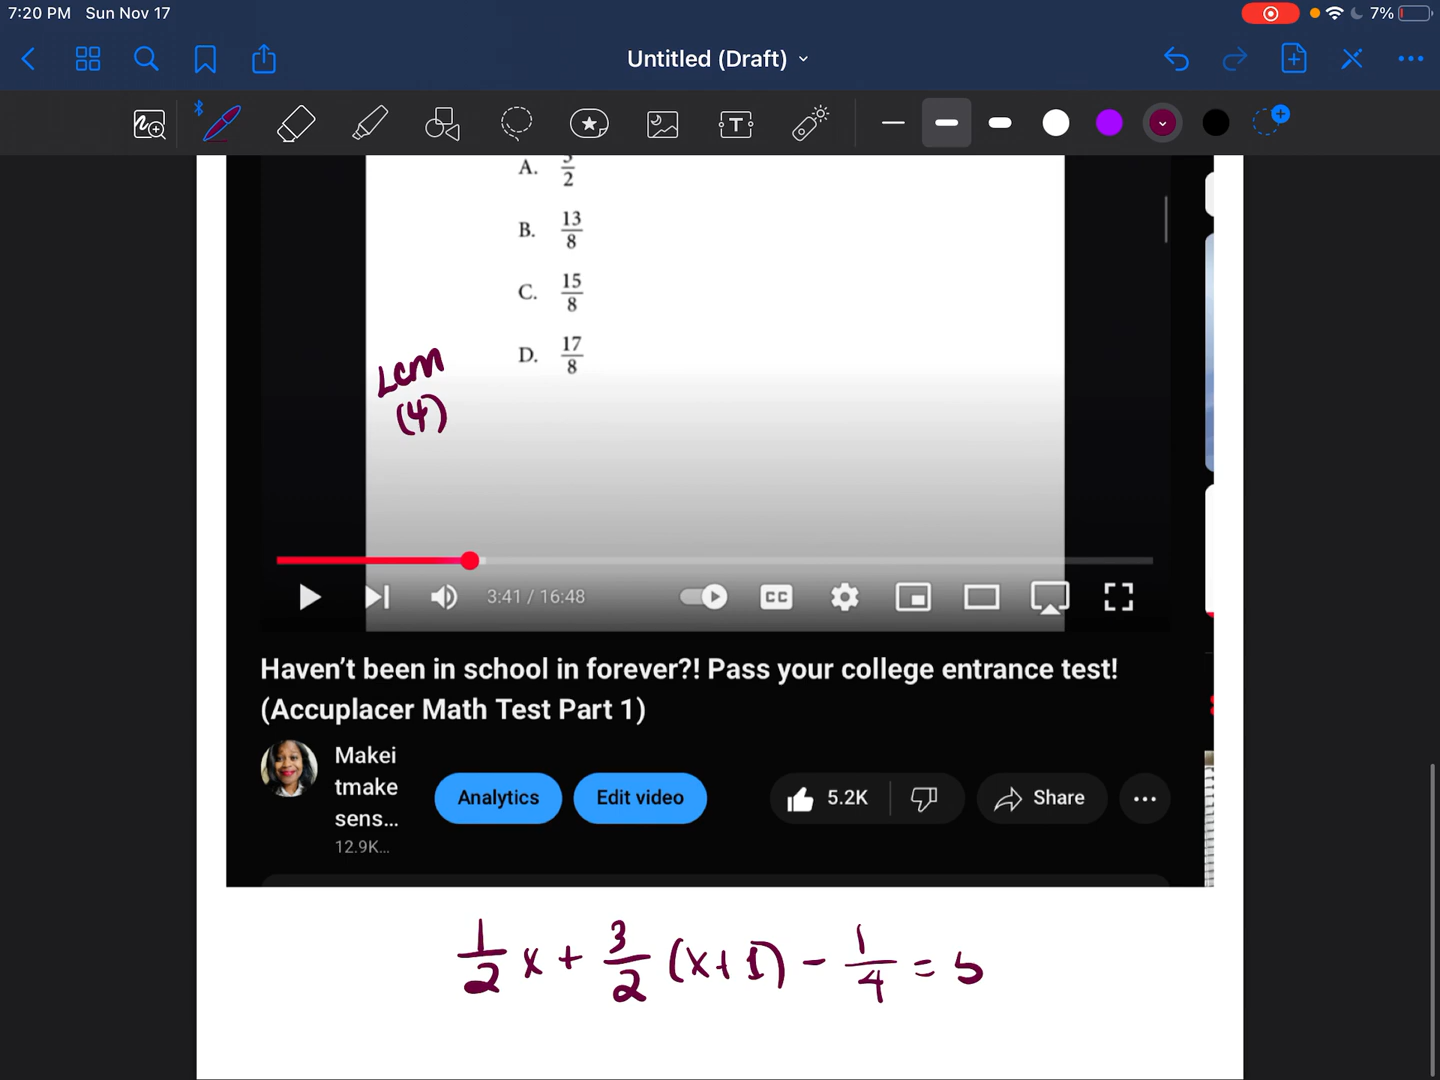 7:20 PM Sun Nov 17
7%
Untitled (Draft)
T
A. 3/2
B. 13/8
C. 15/8
D. 17/8
LCM
(4)
3:41 / 16:48
CC
Haven't been in school in forever?! Pass your college entrance test!
(Accuplacer Math Test Part 1)
Makei
tmake
sens...
12.9K...
Analytics
Edit video
5.2K
Share
1/2 x + 3/2 (x+1) - 1/4 = 5